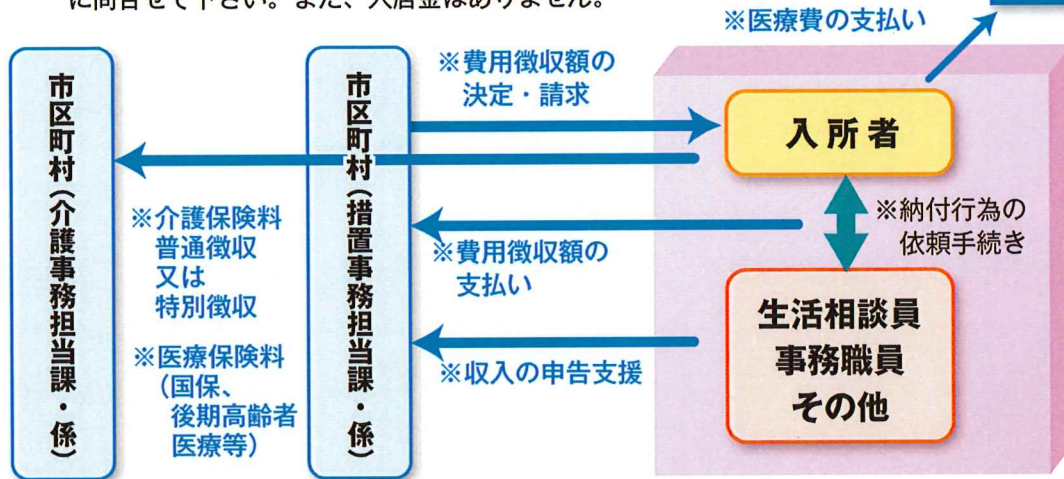 に問合せて下さい。また、入居金はありません。
※医療費の支払い
市区町村（介護事務担当課・係）
※介護保険料
普通徴収
又は
特別徴収
※医療保険料
（国保、
後期高齢者
医療等）
市区町村（措置事務担当課・係）
※費用徴収額の
決定・請求
※費用徴収額の
支払い
※収入の申告支援
入所者
※納付行為の
依頼手続き
生活相談員
事務職員
その他